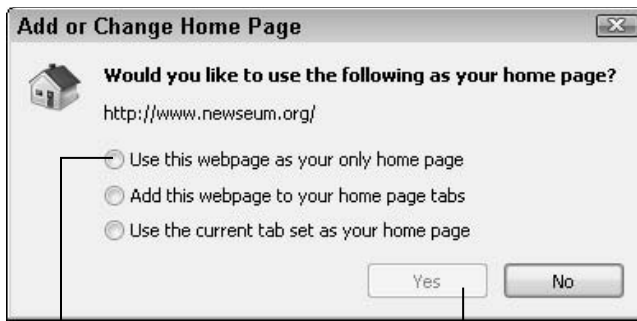 Add or Change Home Page
Would you like to use the following as your home page?
http://www.newseum.org/
Use this webpage as your only home page
Add this webpage to your home page tabs
Use the current tab set as your home page
Yes
No